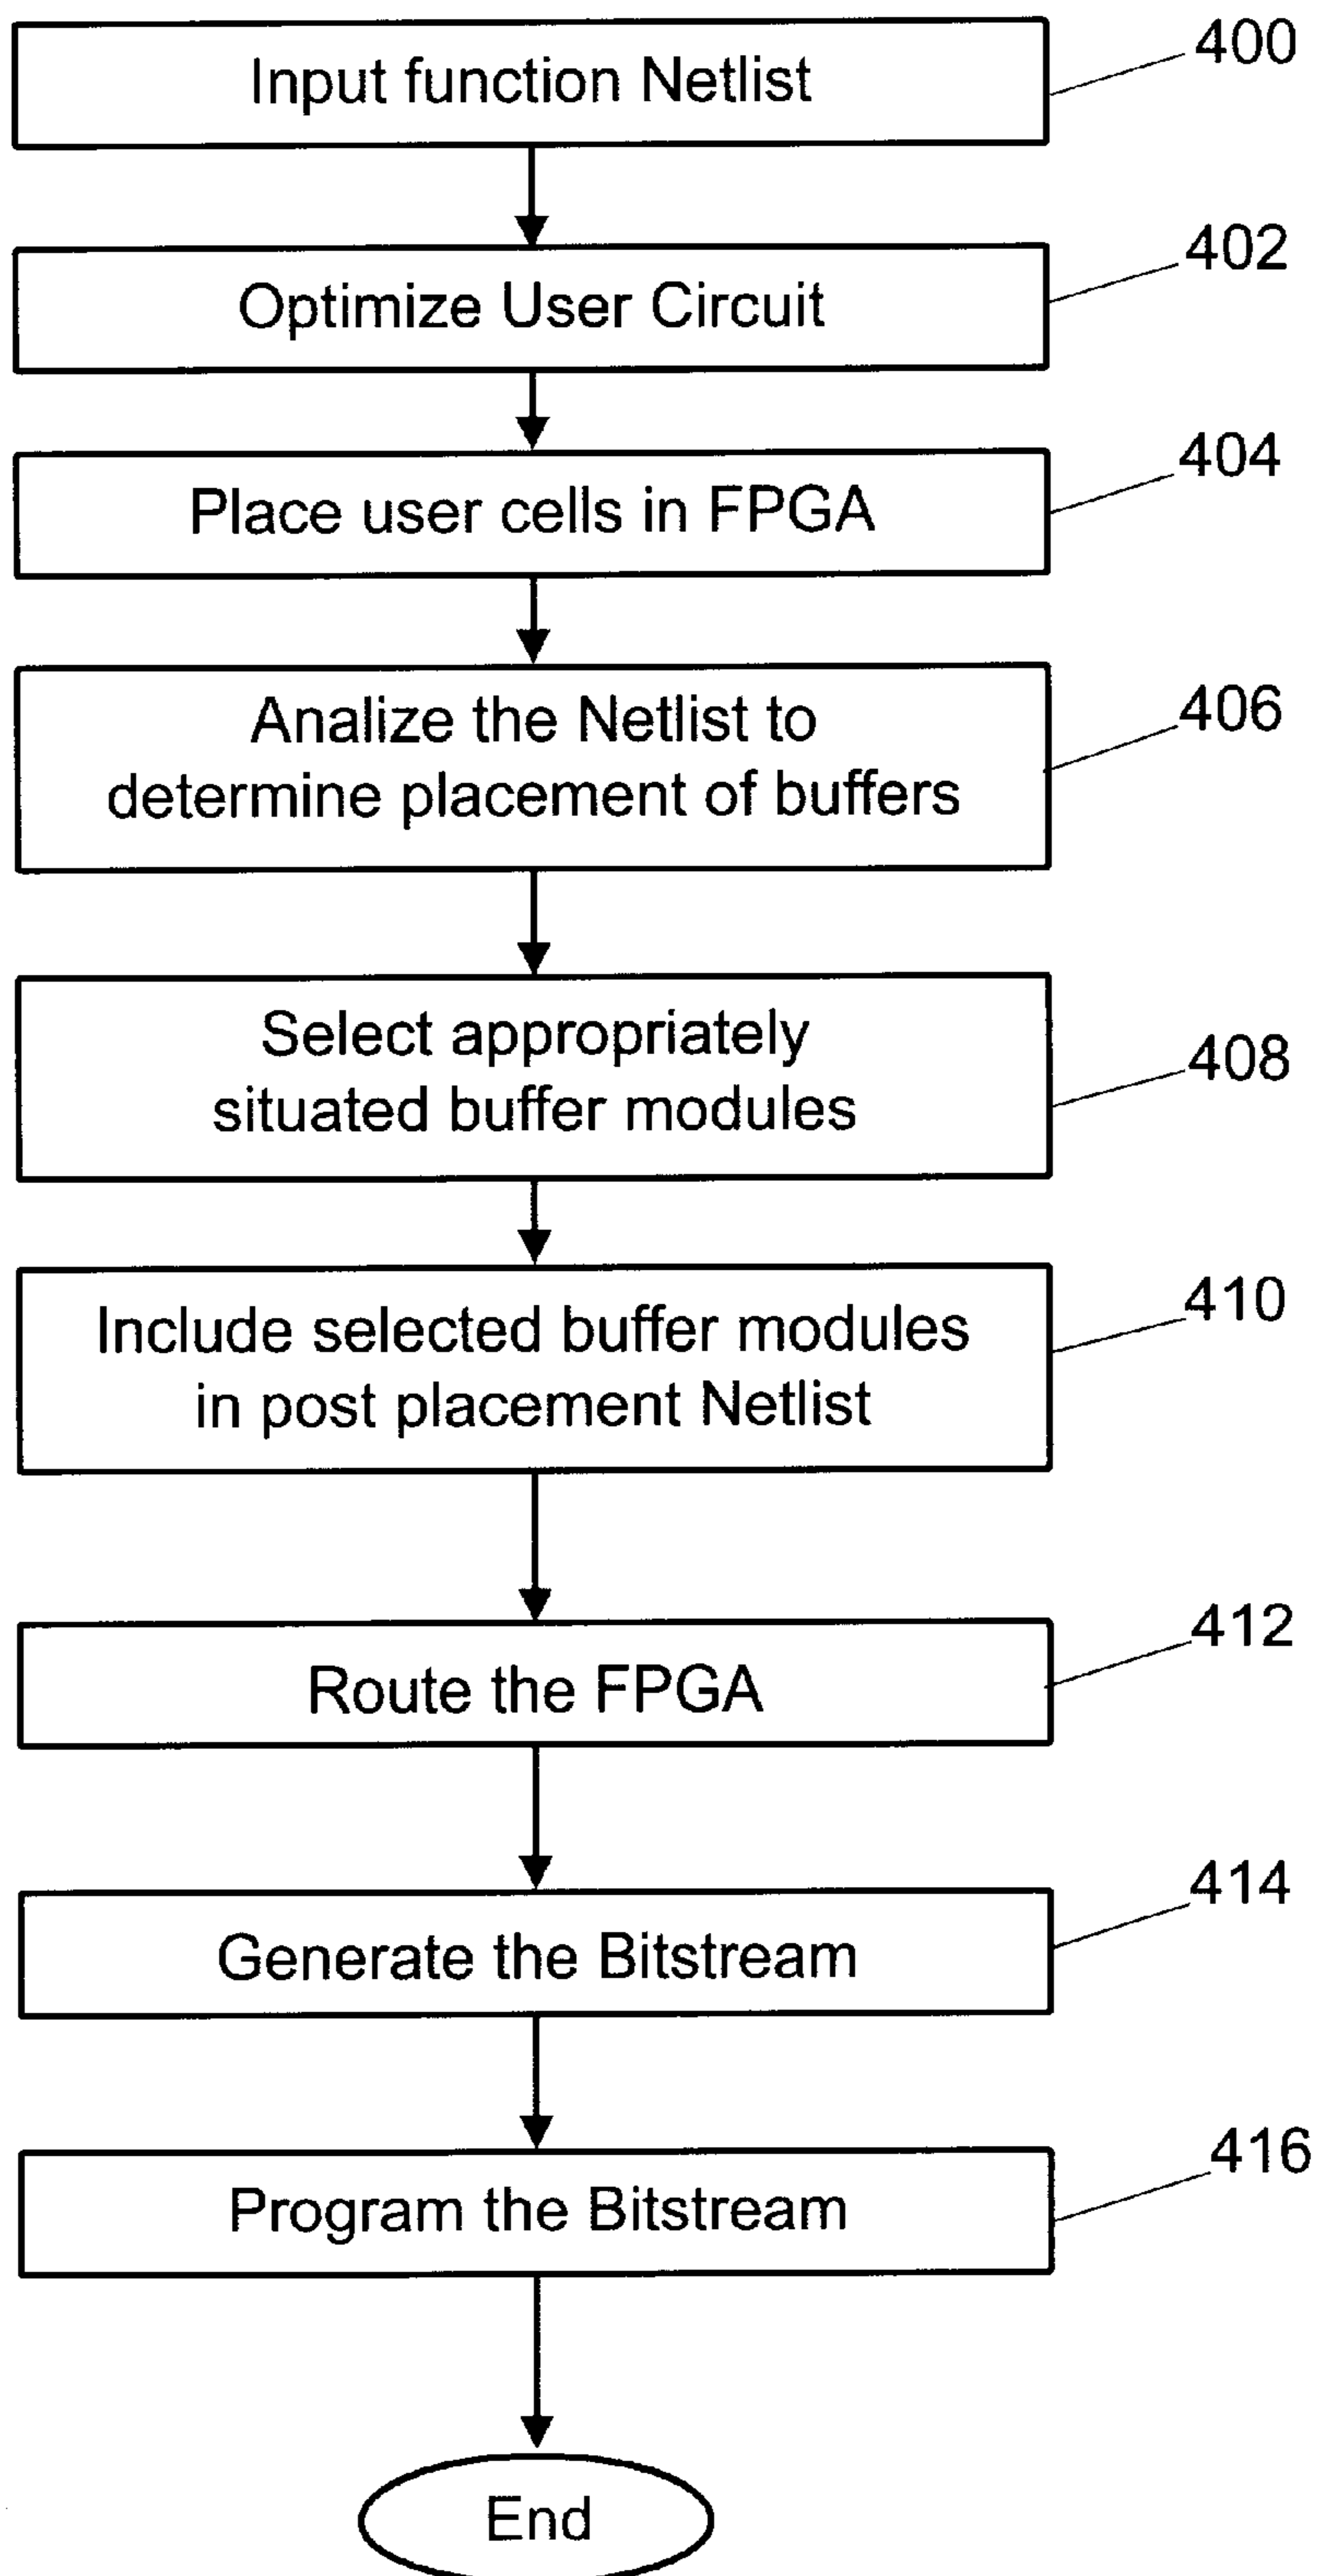 Input function Netlist
400
Optimize User Circuit
402
Place user cells in FPGA
404
Analize the Netlist to
determine placement of buffers
406
Select appropriately
situated buffer modules
408
Include selected buffer modules
in post placement Netlist
410
Route the FPGA
412
Generate the Bitstream
414
Program the Bitstream
416
End